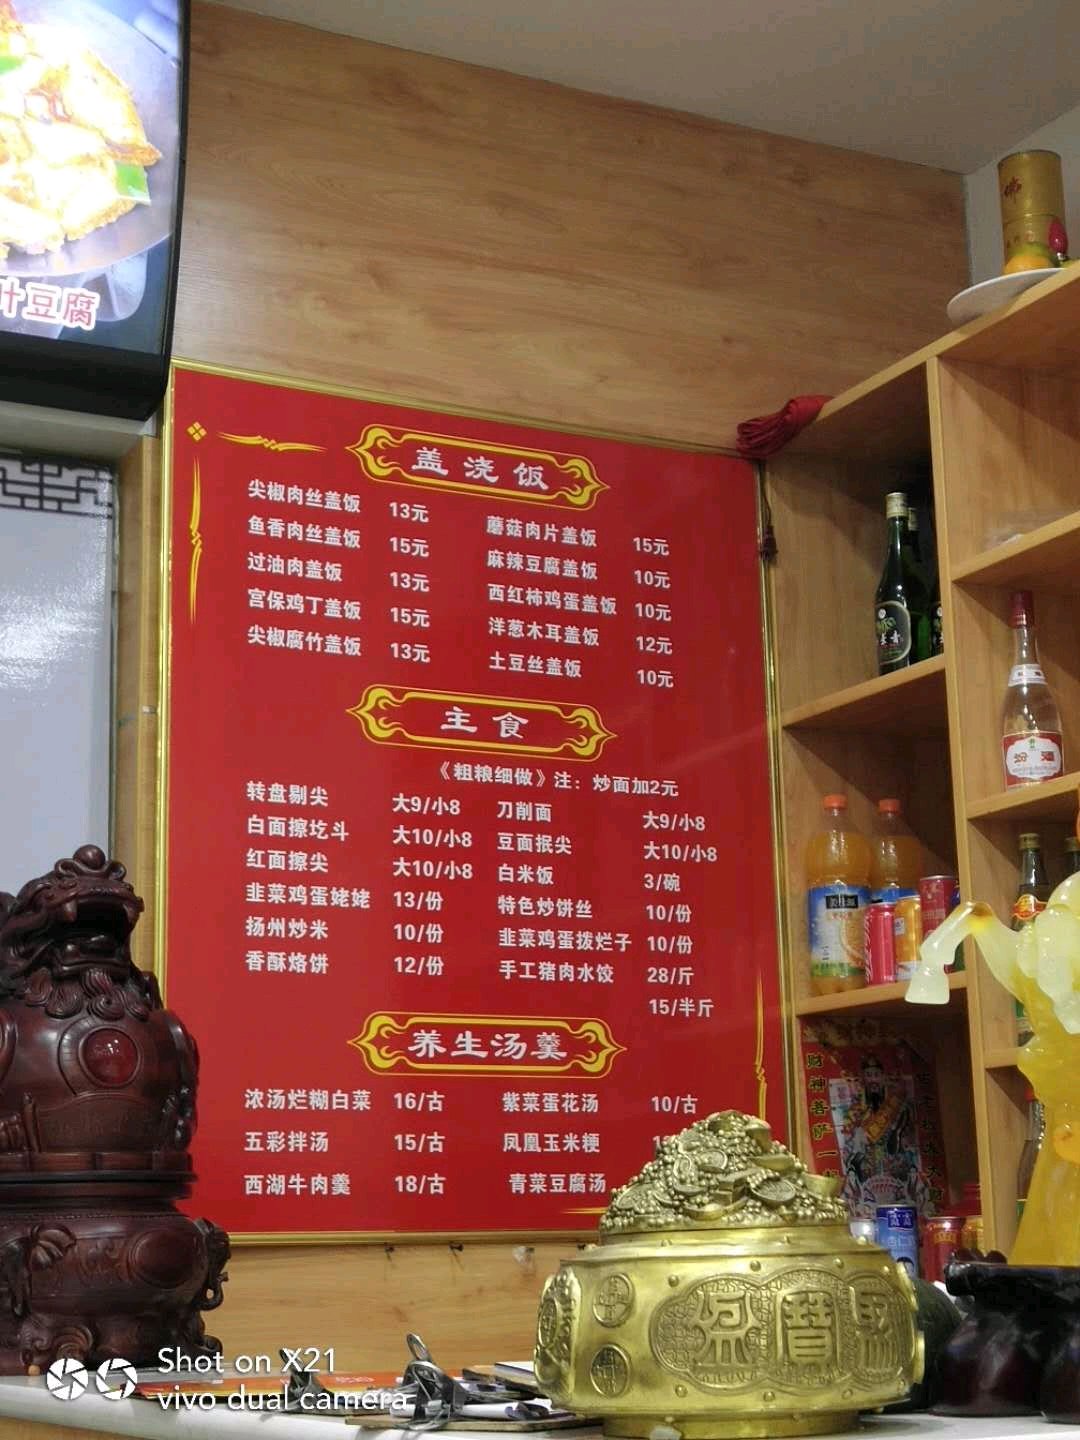 豆腐
盖浇饭
尖椒肉丝盖饭 13元
鱼香肉丝盖饭 15元
过油肉盖饭 13元
宫保鸡丁盖饭 15元
尖椒腐竹盖饭 13元
蘑菇肉片盖饭 15元
麻辣豆腐盖饭 10元
西红柿鸡蛋盖饭 10元
洋葱木耳盖饭 12元
土豆丝盖饭 10元
主食
《粗粮细做》注：炒面加2元
转盘剔尖 大9/小8
白面擦圪斗 大10/小8
红面擦尖 大10/小8
韭菜鸡蛋姥姥 13/份
扬州炒米 10/份
香酥烙饼 12/份
刀削面 大9/小8
豆面抿尖 大10/小8
白米饭 3/碗
特色炒饼丝 10/份
韭菜鸡蛋拨烂子 10/份
手工猪肉水饺 28/斤
15/半斤
养生汤羹
浓汤烂糊白菜 16/古
五彩拌汤 15/古
西湖牛肉羹 18/古
紫菜蛋花汤 10/古
凤凰玉米梗
青菜豆腐汤
佛
汾酒
财神菩萨一
Shot on X21
vivo dual camera